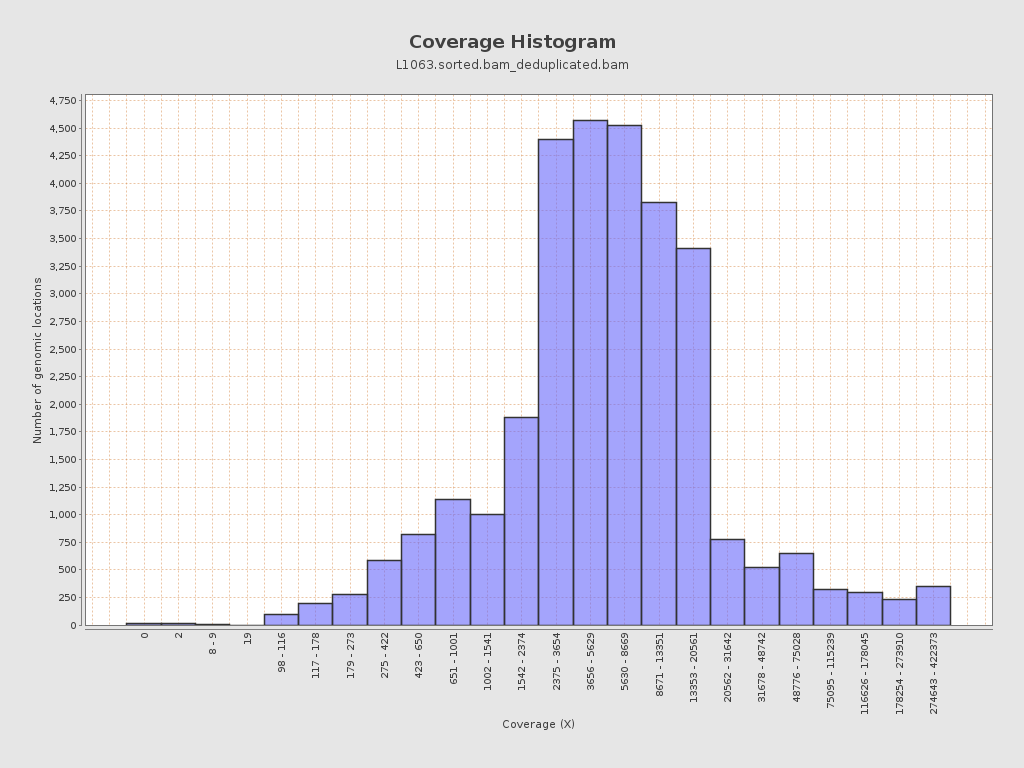 Coverage Histogram
L1063.sorted.bam_deduplicated.bam
Number of genomic locations
4,750
4,500
4,250
4,000
3,750
3,500
3,250
3,000
2,750
2,500
2,250
2,000
1,750
1,500
1,250
1,000
750
500
250
0
0
2
8 - 9
19
98 - 116
117 - 178
179 - 273
275 - 422
423 - 650
651 - 1001
1002 - 1541
1542 - 2374
2375 - 3654
3656 - 5629
5630 - 8669
8671 - 13351
13353 - 20561
20562 - 31642
31678 - 48742
48776 - 75028
75095 - 115239
116626 - 178045
178254 - 273910
274643 - 422373
Coverage (X)